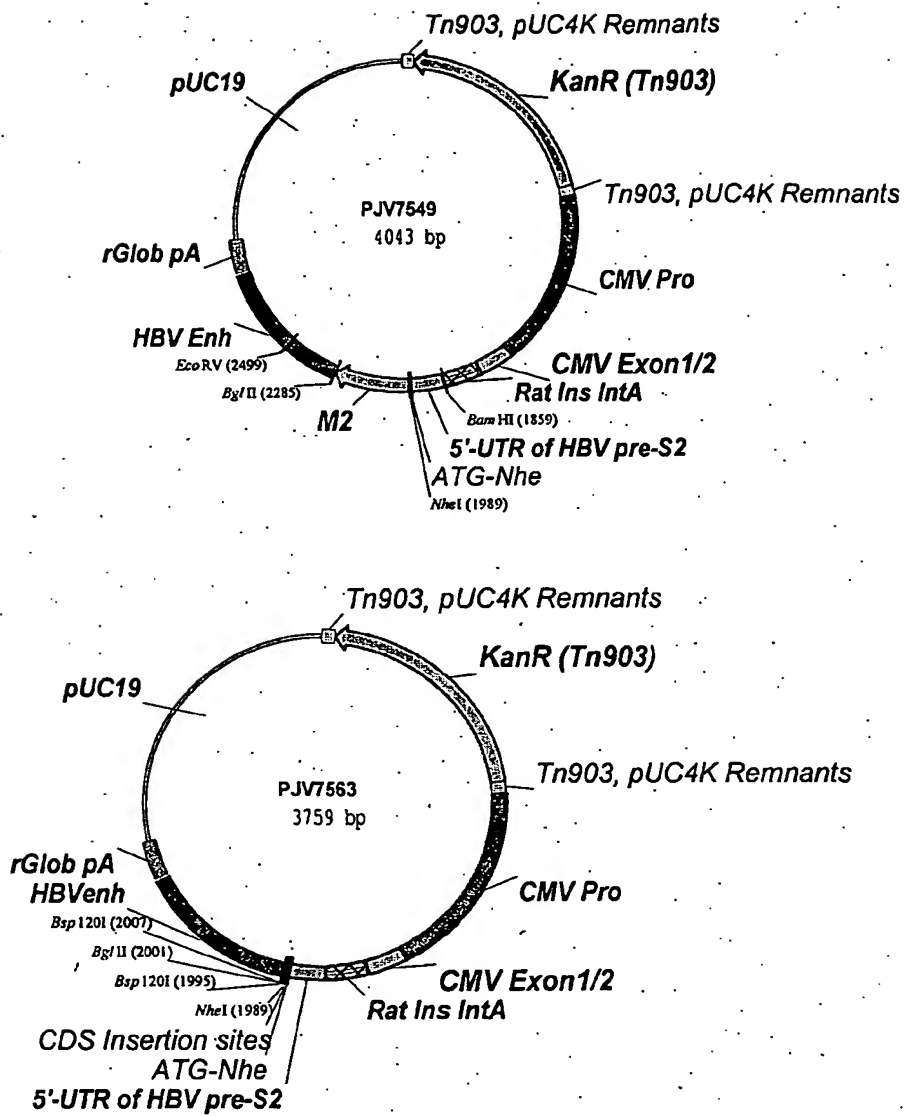 Tn903, pUC4K Remnants
pUC19
KanR (Tn903)
Tn903, pUC4K Remnants
PJV7549
4043 bp
rGlob pA
CMV Pro
HBV Enh
EcoRV (2499)
CMV Exon1/2
BglII (2285)
Rat Ins IntA
M2
BamHI (1859)
5'-UTR of HBV pre-S2
ATG-Nhe
NheI (1989)
Tn903, pUC4K Remnants
KanR (Tn903)
pUC19
Tn903, pUC4K Remnants
PJV7563
3759 bp
rGlob pA
HBVenh
CMV Pro
Bsp120I (2007)
BglII (2001)
Bsp120I (1995)
CMV Exon1/2
NheI (1989)
Rat Ins IntA
CDS Insertion sites
ATG-Nhe
5'-UTR of HBV pre-S2